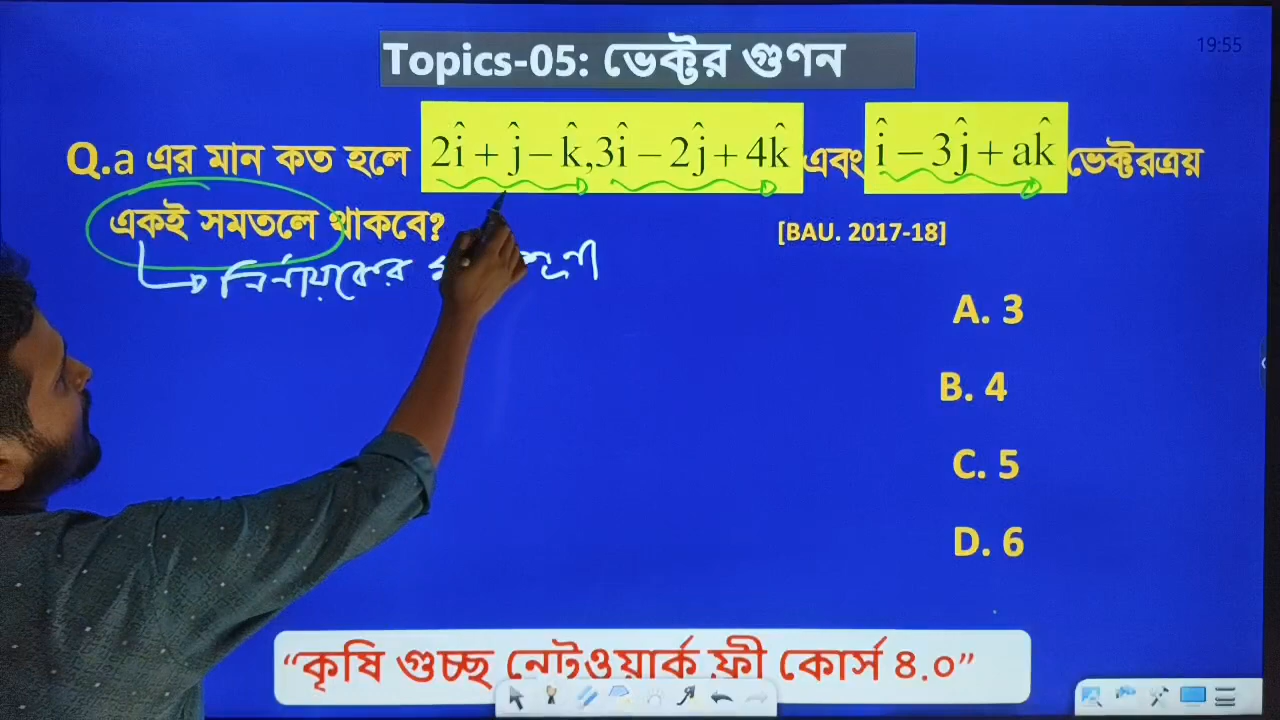 19:55
Topics-05: ভেক্টর গুণন
Q.a এর মান কত হলে 2î + ĵ − k̂,3î − 2ĵ + 4k̂ এবং î − 3ĵ + ak̂ ভেক্টরত্রয়
একই সমতলে থাকবে?
[BAU. 2017-18]
নির্ণায়কের
A. 3
B. 4
C. 5
D. 6
“কৃষি গুচ্ছ নেটওয়ার্ক ফ্রী কোর্স ৪.০”